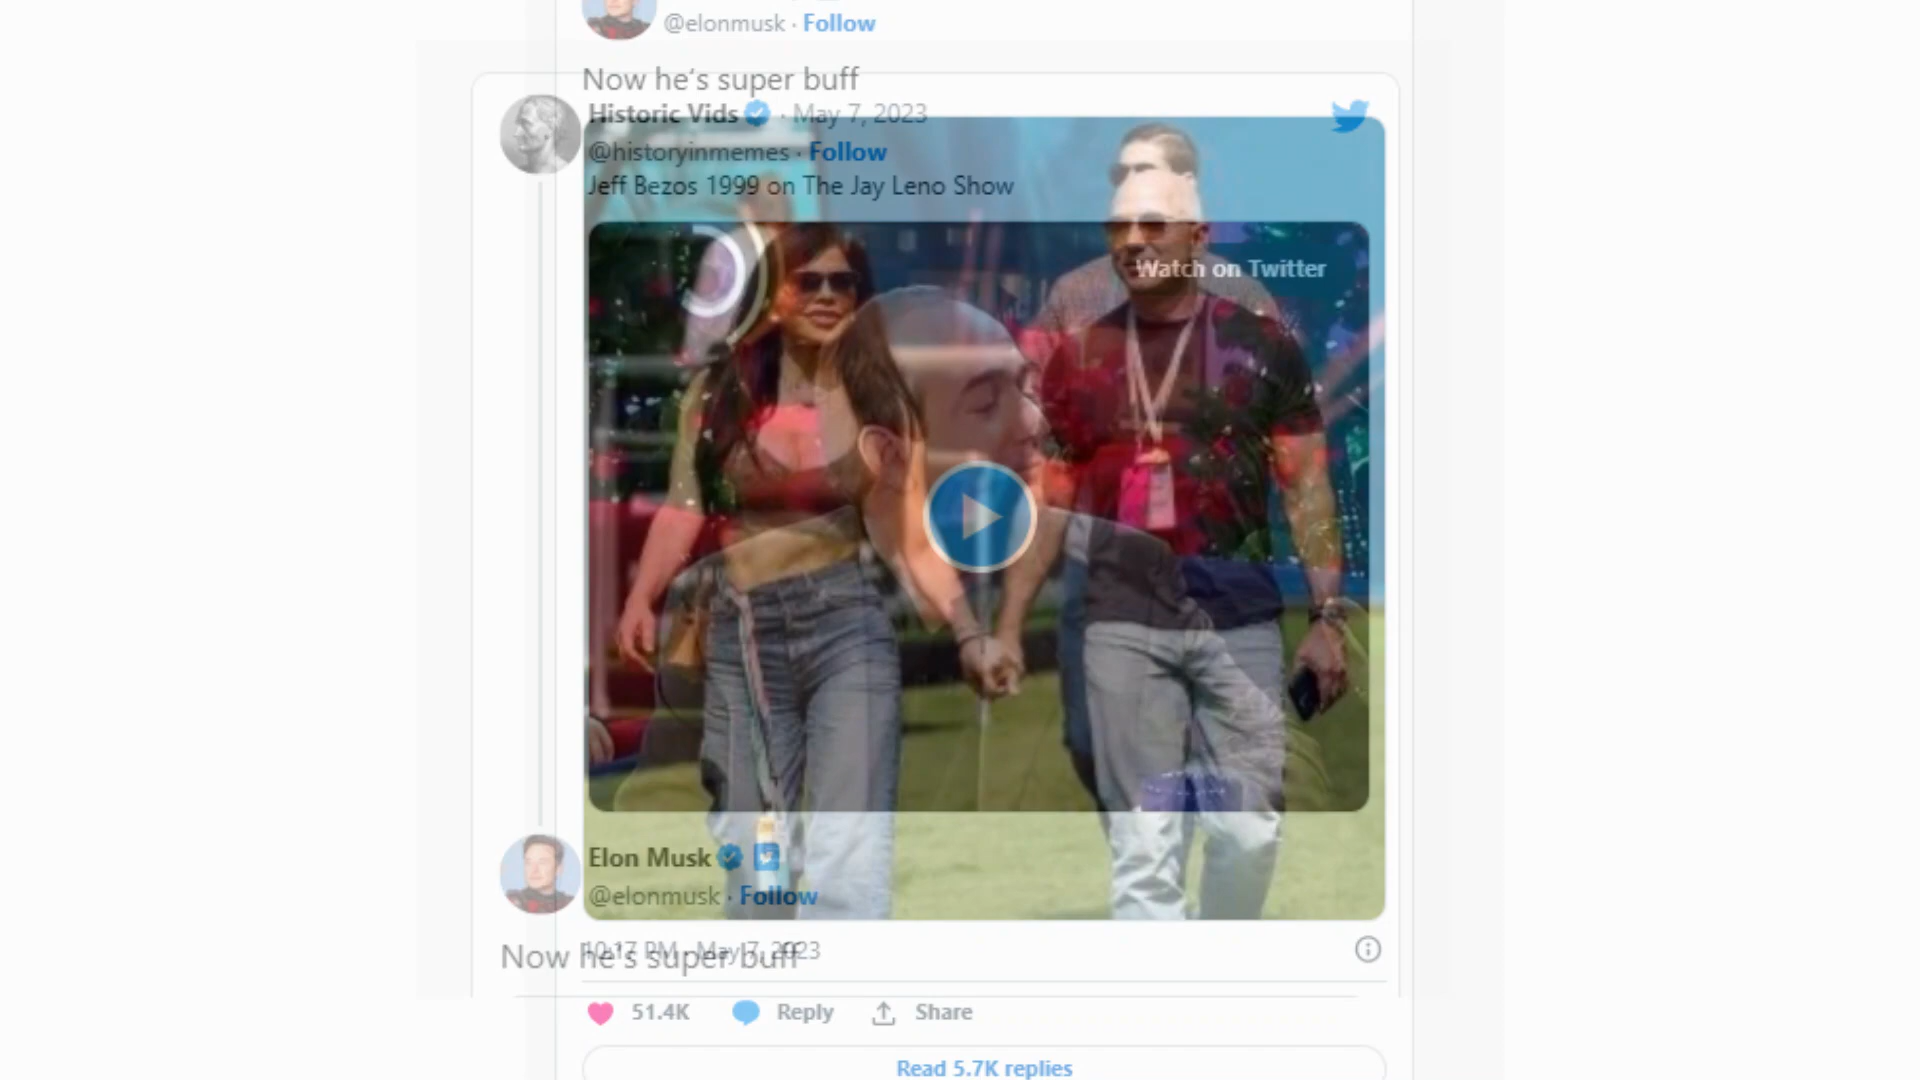 @elonmusk · Follow
Now he's super buff
Historic Vids · May 7, 2023
@historyinmemes · Follow
Jeff Bezos 1999 on The Jay Leno Show
Watch on Twitter
Elon Musk
@elonmusk · Follow
Now he's super buff
10:17 PM · May 7, 2023
51.4K Reply Share
Read 5.7K replies